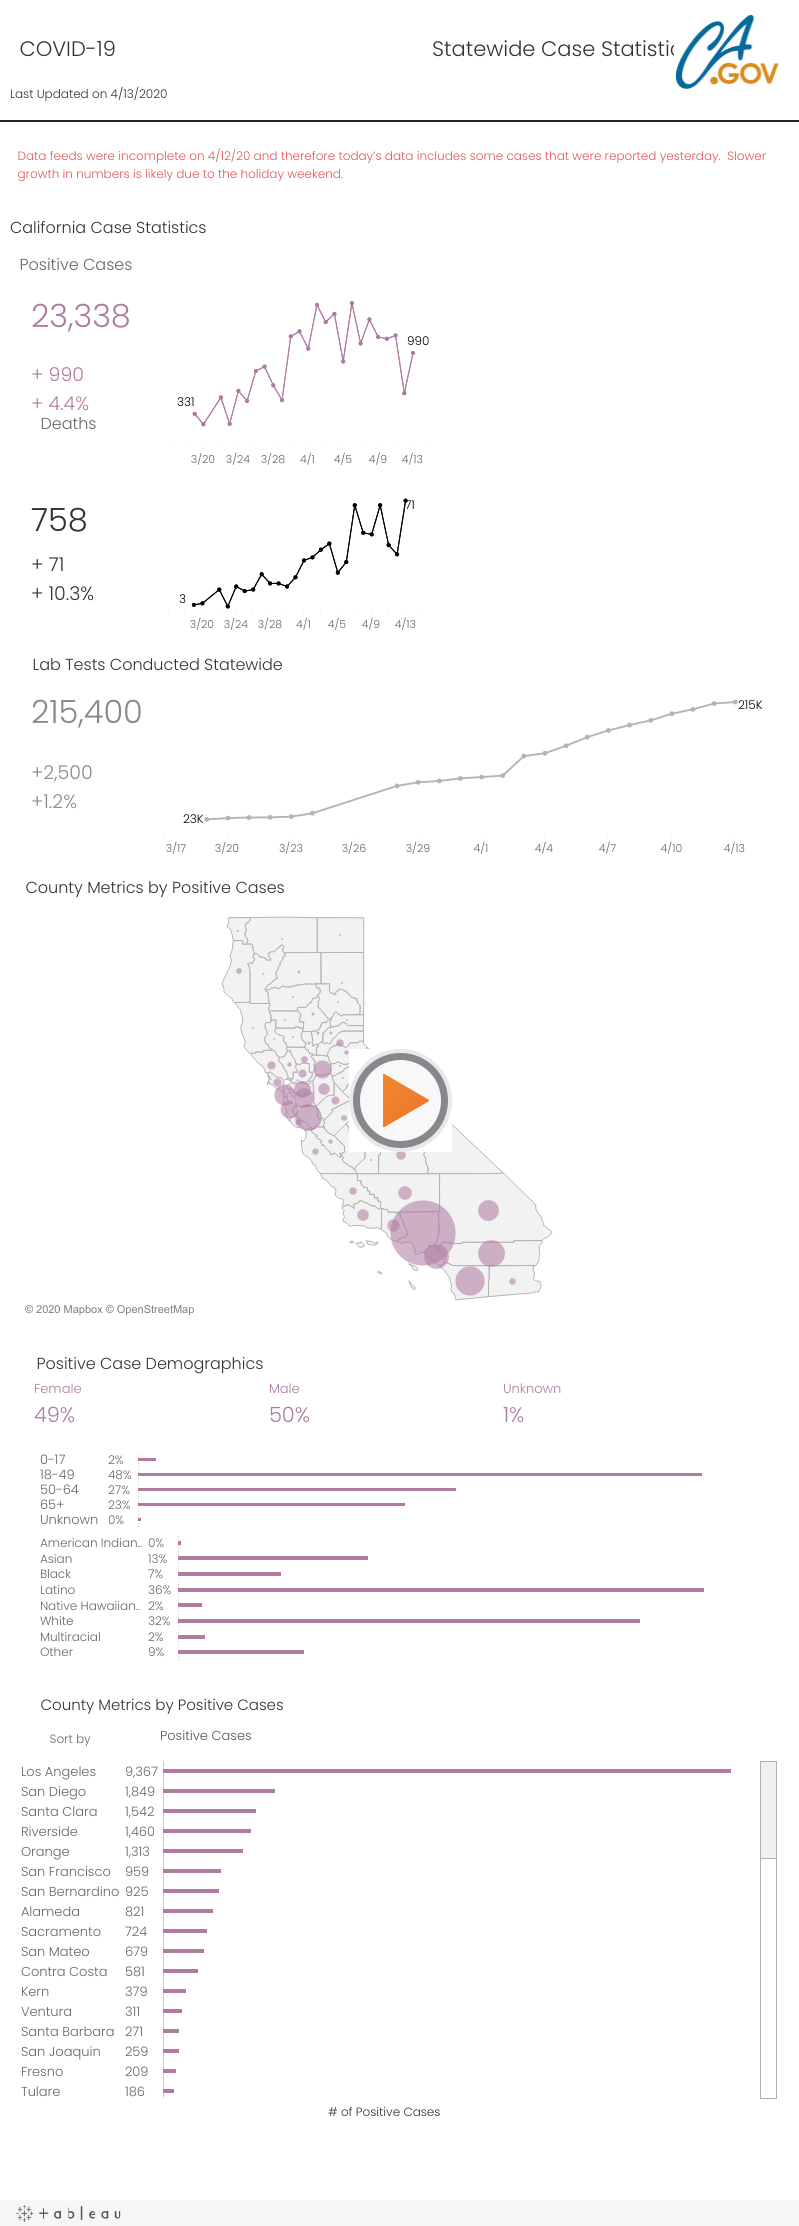 COVID-19
Statewide Case Statistic
CA
.GOV
Last Updated on 4/13/2020
Data feeds were incomplete on 4/12/20 and therefore today's data includes some cases that were reported yesterday. Slower
growth in numbers is likely due to the holiday weekend.
California Case Statistics
Positive Cases
23,338
+ 990
+ 4.4%
331
990
3/20 3/24 3/28 4/1 4/5 4/9 4/13
Deaths
758
+ 71
+ 10.3%
3
71
3/20 3/24 3/28 4/1 4/5 4/9 4/13
Lab Tests Conducted Statewide
215,400
+2,500
+1.2%
23K
215K
3/17 3/20 3/23 3/26 3/29 4/1 4/4 4/7 4/10 4/13
County Metrics by Positive Cases
© 2020 Mapbox © OpenStreetMap
Positive Case Demographics
Female Male Unknown
49% 50% 1%
0-17 2%
18-49 48%
50-64 27%
65+ 23%
Unknown 0%
American Indian.. 0%
Asian 13%
Black 7%
Latino 36%
Native Hawaiian.. 2%
White 32%
Multiracial 2%
Other 9%
County Metrics by Positive Cases
Sort by Positive Cases
Los Angeles 9,367
San Diego 1,849
Santa Clara 1,542
Riverside 1,460
Orange 1,313
San Francisco 959
San Bernardino 925
Alameda 821
Sacramento 724
San Mateo 679
Contra Costa 581
Kern 379
Ventura 311
Santa Barbara 271
San Joaquin 259
Fresno 209
Tulare 186
# of Positive Cases
+ableau